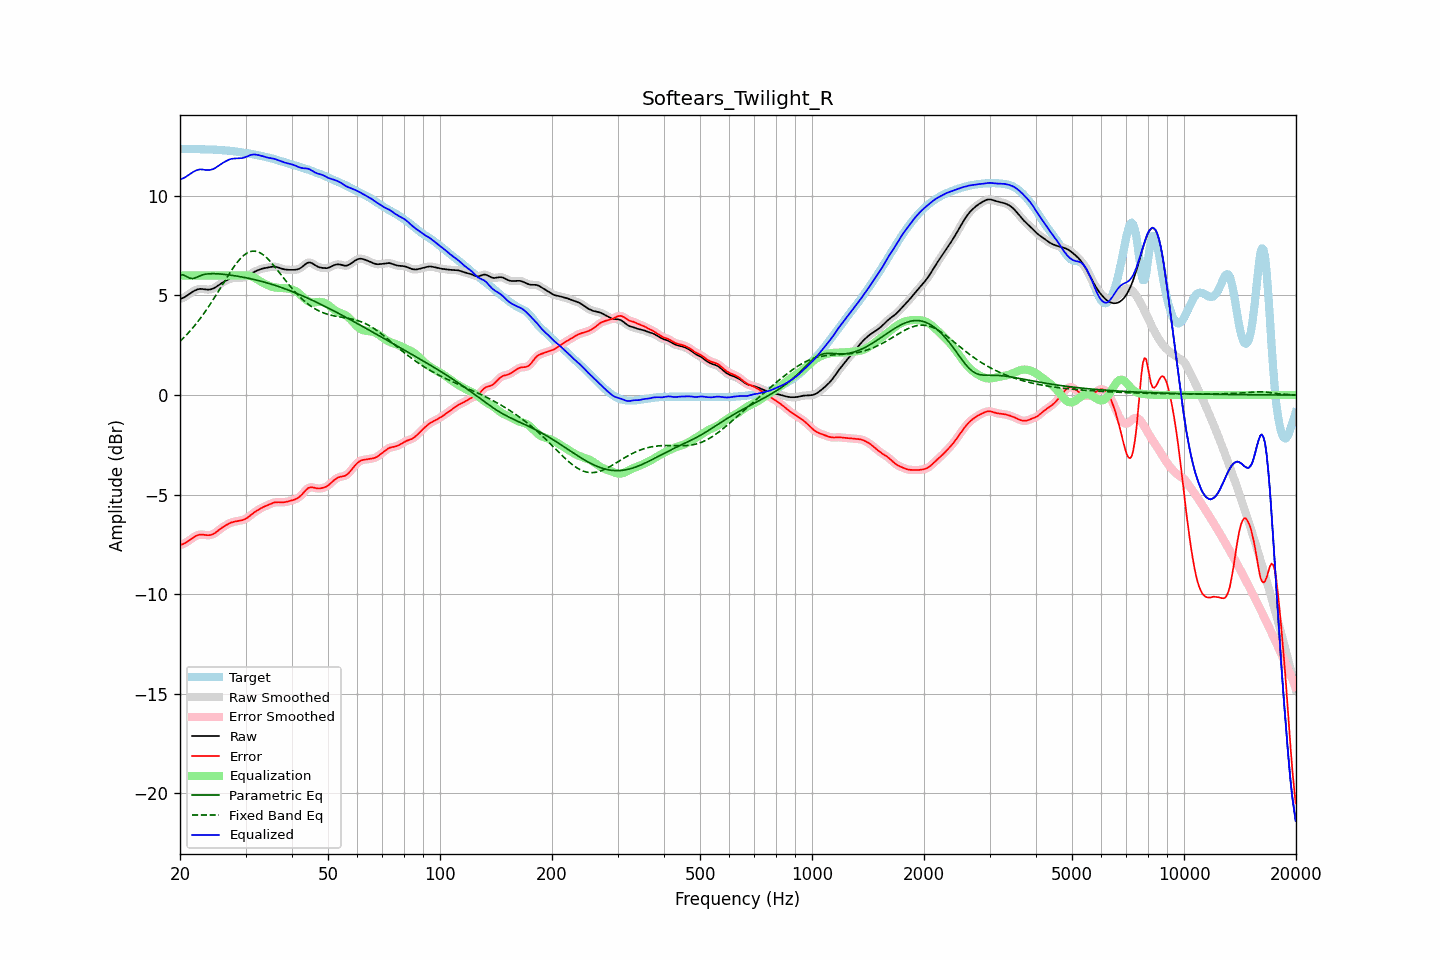 Softears_Twilight_R
Amplitude (dBr)
10
5
0
−5
−10
−15
−20
Target
Raw Smoothed
Error Smoothed
Raw
Error
Equalization
Parametric Eq
Fixed Band Eq
Equalized
20 50 100 200 500 1000 2000 5000 10000 20000
Frequency (Hz)